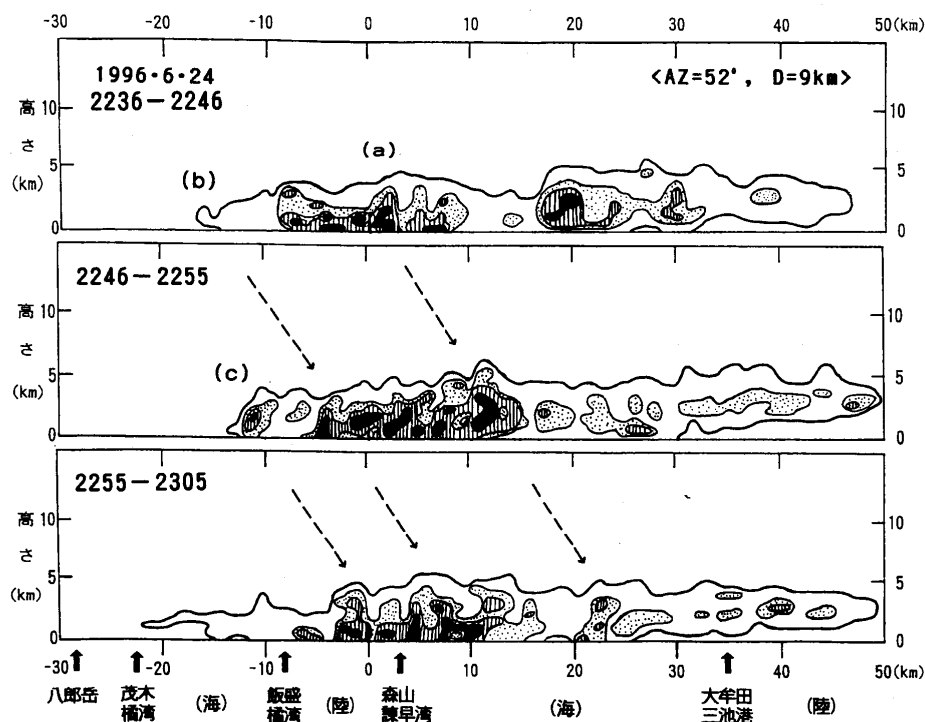 -30 -20 -10 0 10 20 30 40 50(km)
1996・6・24
2236−2246
<AZ=52°, D=9km>
高さ(km)
10
5
0
10
5
0
(a)
(b)
2246−2255
高さ(km)
10
5
0
10
5
0
(c)
2255−2305
高さ(km)
10
5
0
10
5
0
-30 -20 -10 0 10 20 30 40 50(km)
八郎岳
茂木
橘湾
(海)
飯盛
橘湾
(陸)
森山
諫早湾
(海)
大牟田
三池港
(陸)